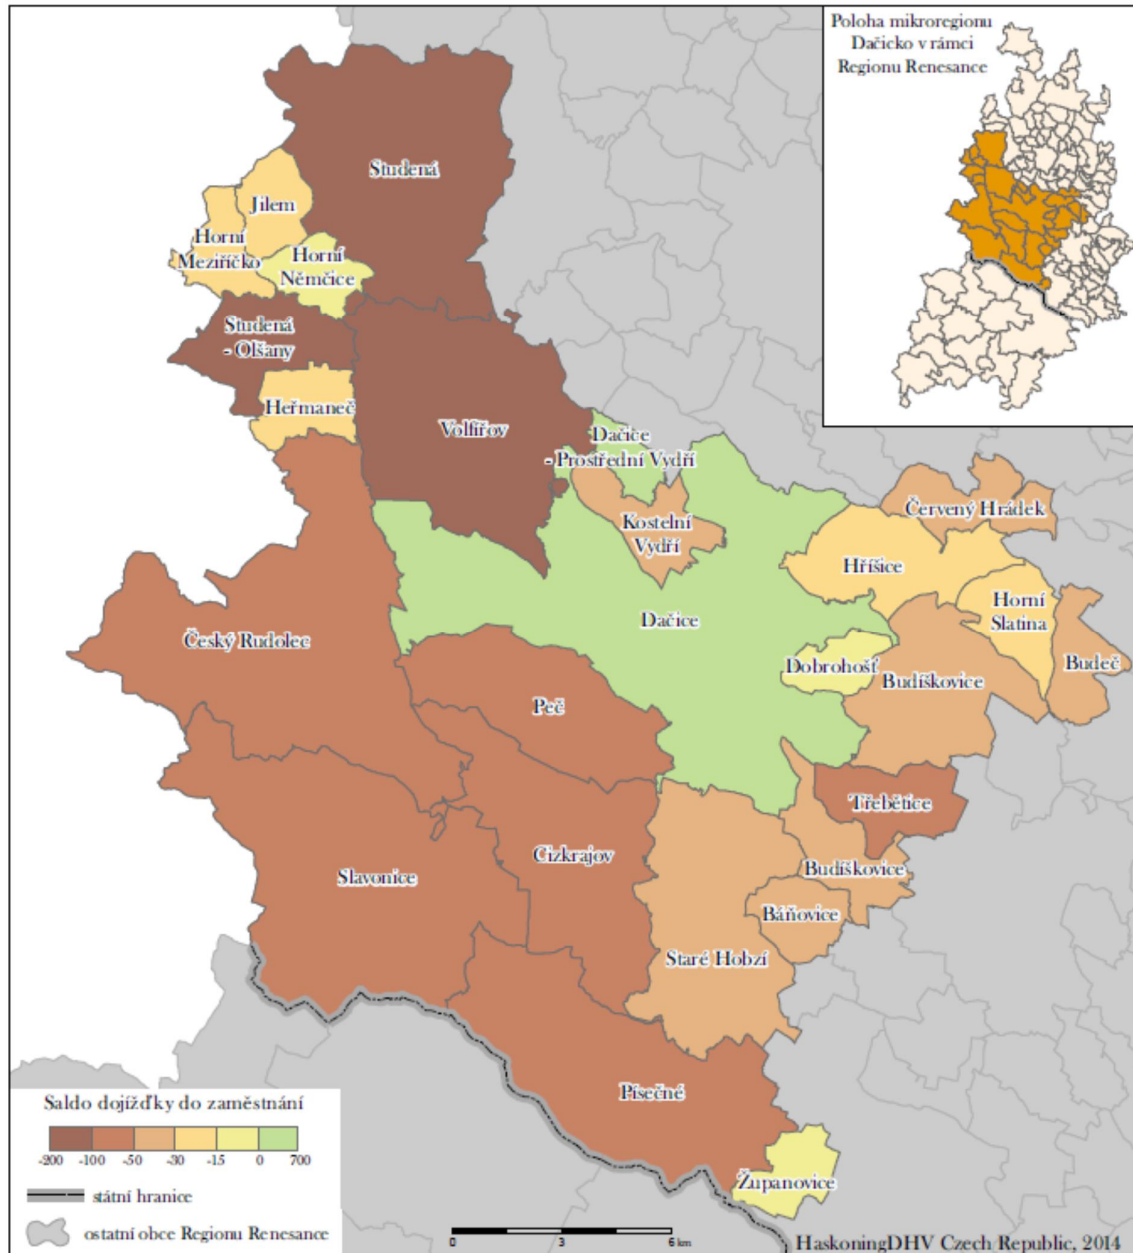 Poloha mikroregionu
Dačicko v rámci
Regionu Renesance
Studená
Jilem
Horní
Meziříčko
Horní
Němčice
Studená
- Olšany
Heřmaneč
Volfířov
Dačice
- Prostřední Vydří
Kostelní
Vydří
Červený Hrádek
Hříšice
Horní
Slatina
Dačice
Český Rudolec
Dobrohošť
Budíškovice
Budeč
Peč
Třebětice
Cizkrajov
Budíškovice
Slavonice
Báňovice
Staré Hobzí
Písečné
Županovice
Saldo dojížďky do zaměstnání
-200 -100 -50 -30 -15 0 700
státní hranice
ostatní obce Regionu Renesance
0 3 6 km
HaskoningDHV Czech Republic, 2014